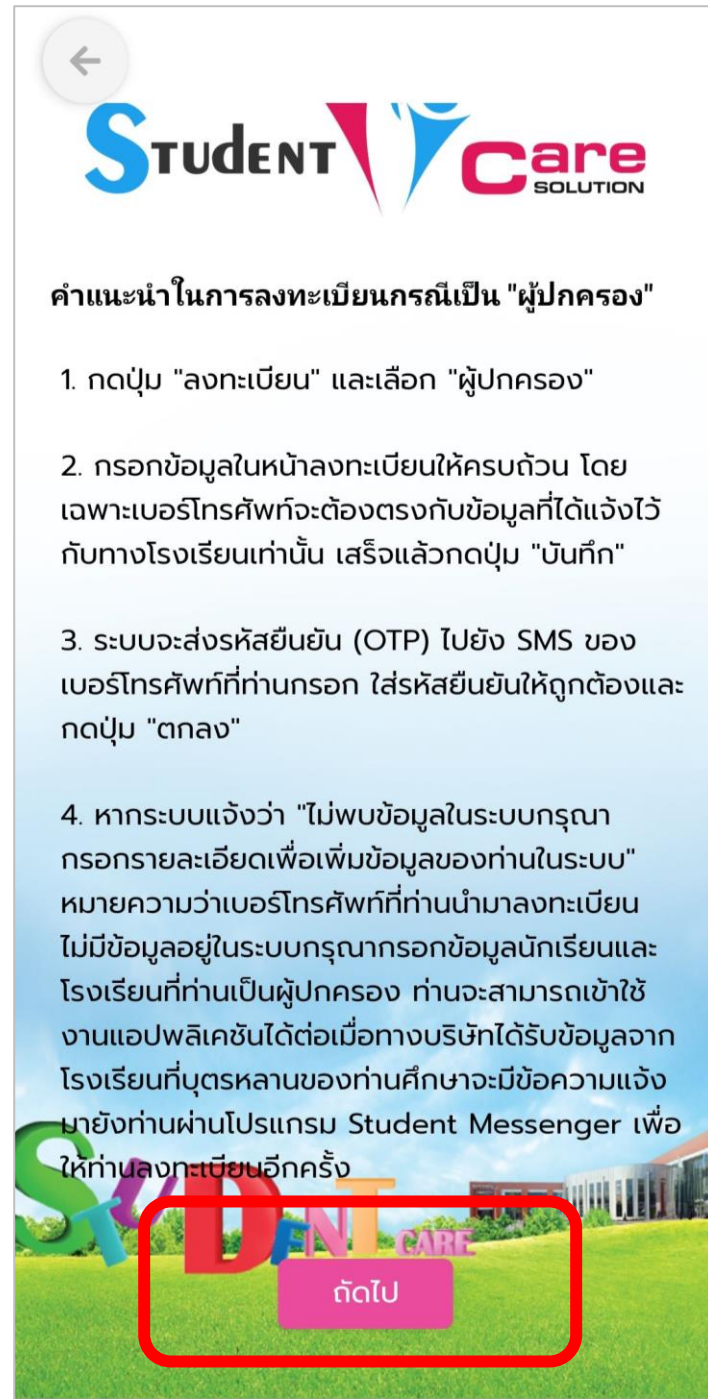 STUDENT Care
SOLUTION
คำแนะนำในการลงทะเบียนกรณีเป็น "ผู้ปกครอง"
1. กดปุ่ม "ลงทะเบียน" และเลือก "ผู้ปกครอง"
2. กรอกข้อมูลในหน้าลงทะเบียนให้ครบถ้วน โดย
เฉพาะเบอร์โทรศัพท์จะต้องตรงกับข้อมูลที่ได้แจ้งไว้
กับทางโรงเรียนเท่านั้น เสร็จแล้วกดปุ่ม "บันทึก"
3. ระบบจะส่งรหัสยืนยัน (OTP) ไปยัง SMS ของ
เบอร์โทรศัพท์ที่ท่านกรอก ใส่รหัสยืนยันให้ถูกต้องและ
กดปุ่ม "ตกลง"
4. หากระบบแจ้งว่า "ไม่พบข้อมูลในระบบกรุณา
กรอกรายละเอียดเพื่อเพิ่มข้อมูลของท่านในระบบ"
หมายความว่าเบอร์โทรศัพท์ที่ท่านนำมาลงทะเบียน
ไม่มีข้อมูลอยู่ในระบบกรุณากรอกข้อมูลนักเรียนและ
โรงเรียนที่ท่านเป็นผู้ปกครอง ท่านจะสามารถเข้าใช้
งานแอปพลิเคชันได้ต่อเมื่อทางบริษัทได้รับข้อมูลจาก
โรงเรียนที่บุตรหลานของท่านศึกษาจะมีข้อความแจ้ง
มายังท่านผ่านโปรแกรม Student Messenger เพื่อ
ให้ท่านลงทะเบียนอีกครั้ง
STUDENT CARE
ถัดไป